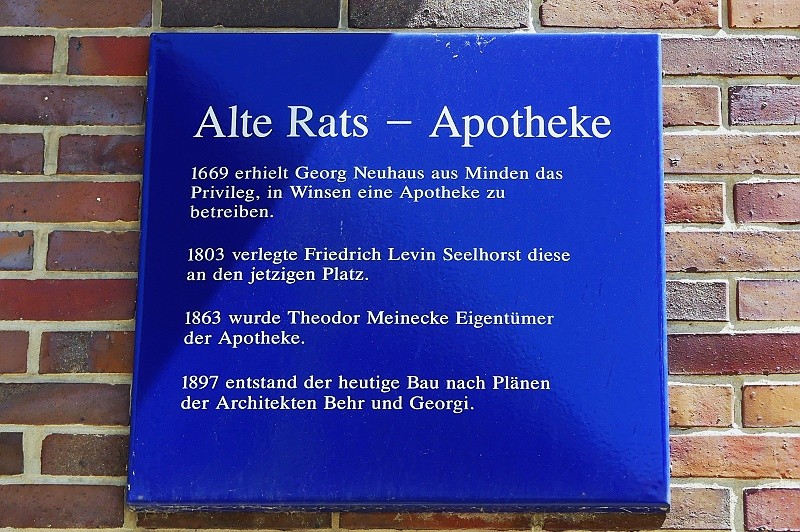 Alte Rats – Apotheke
1669 erhielt Georg Neuhaus aus Minden das
Privileg, in Winsen eine Apotheke zu
betreiben.
1803 verlegte Friedrich Levin Seelhorst diese
an den jetzigen Platz.
1863 wurde Theodor Meinecke Eigentümer
der Apotheke.
1897 entstand der heutige Bau nach Plänen
der Architekten Behr und Georgi.